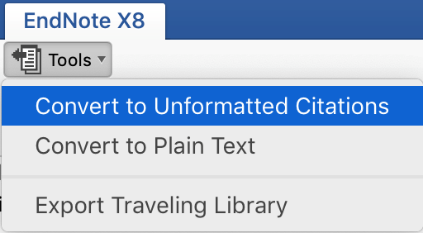 EndNote X8
Tools
Convert to Unformatted Citations
Convert to Plain Text
Export Traveling Library